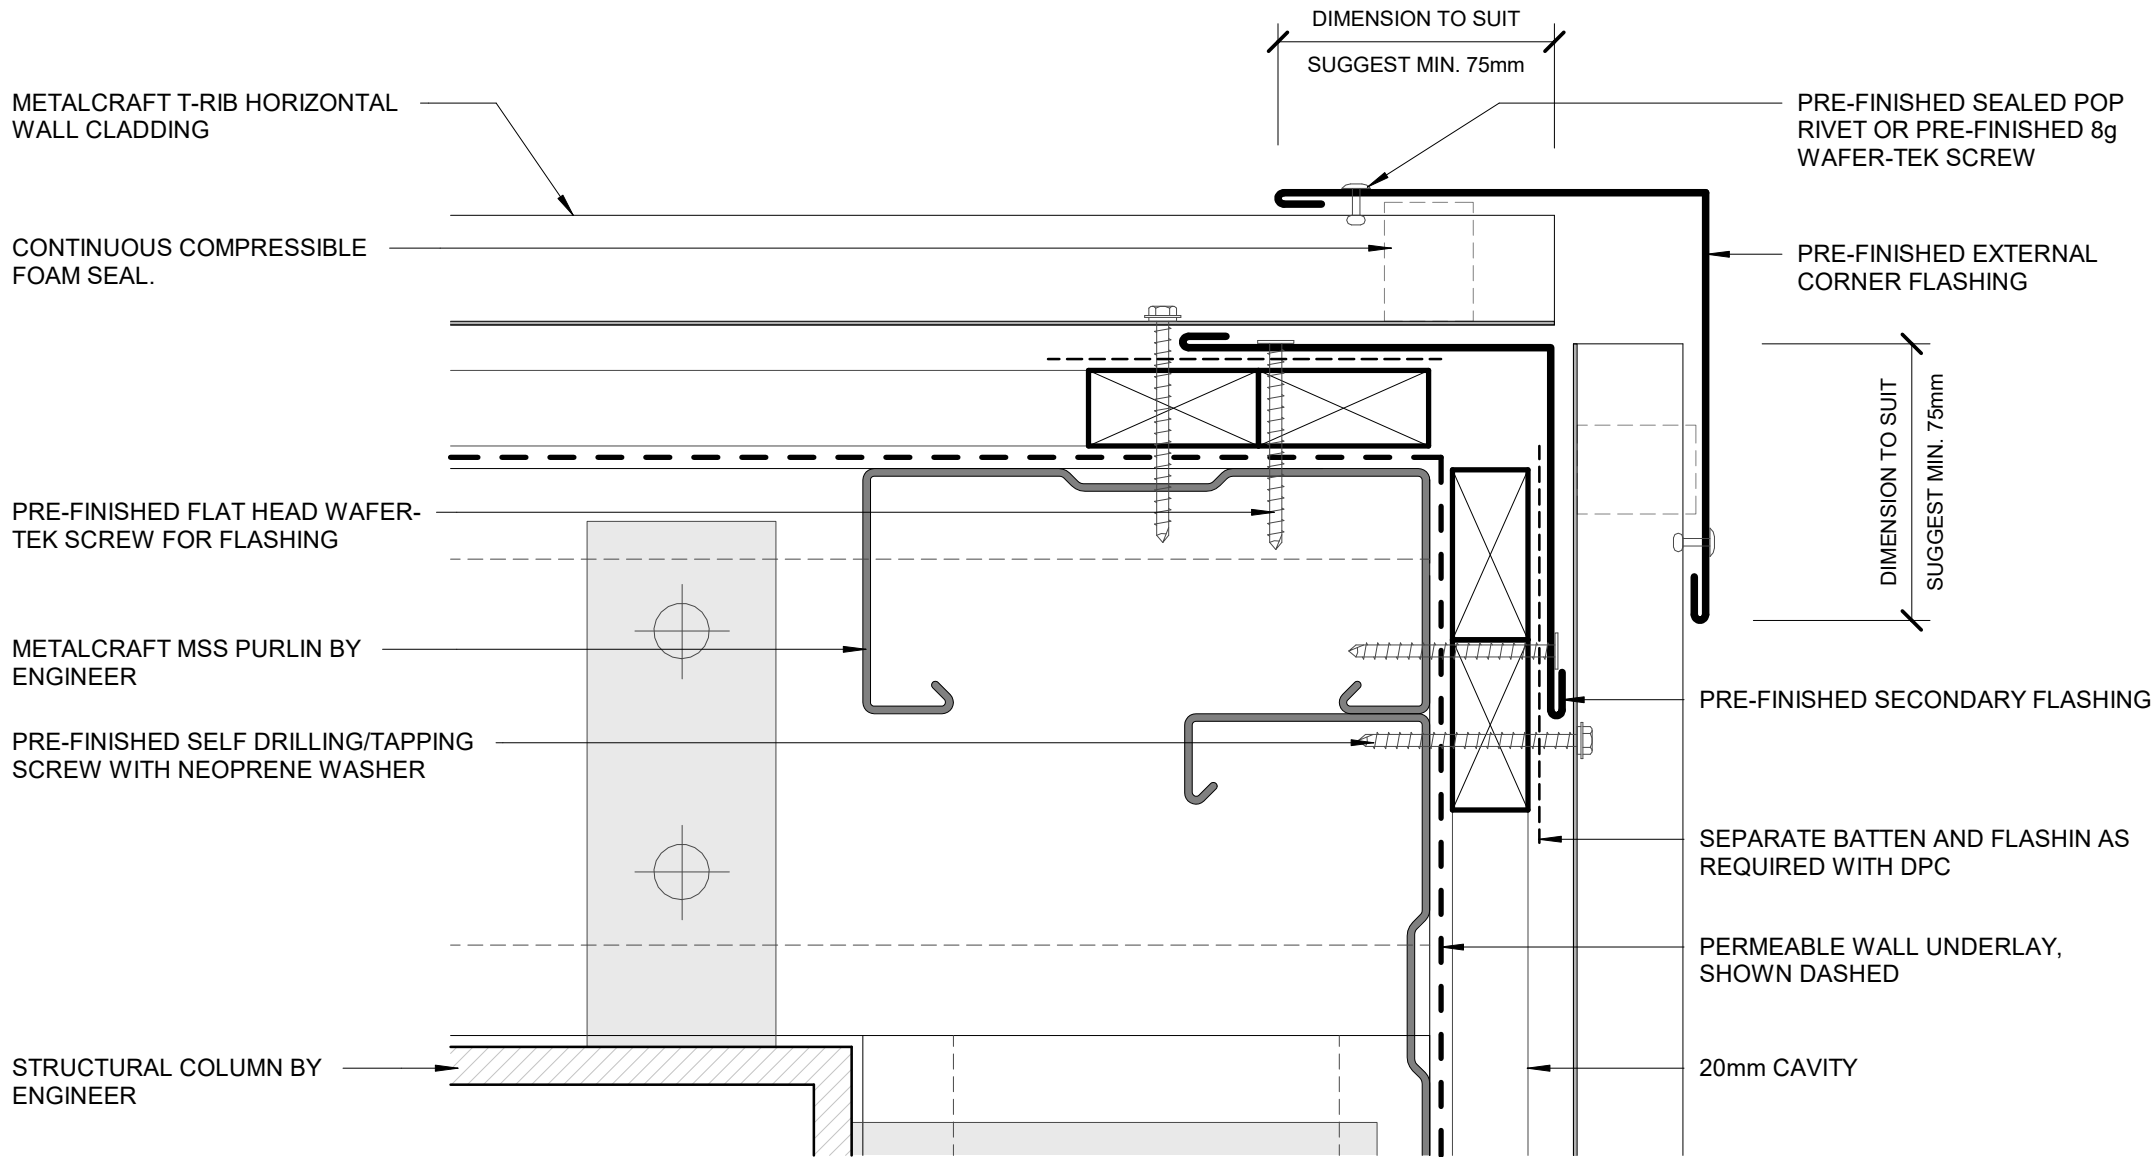 DIMENSION TO SUIT
SUGGEST MIN. 75mm
METALCRAFT T-RIB HORIZONTAL
WALL CLADDING
CONTINUOUS COMPRESSIBLE
FOAM SEAL.
PRE-FINISHED FLAT HEAD WAFER-
TEK SCREW FOR FLASHING
METALCRAFT MSS PURLIN BY
ENGINEER
PRE-FINISHED SELF DRILLING/TAPPING
SCREW WITH NEOPRENE WASHER
STRUCTURAL COLUMN BY
ENGINEER
PRE-FINISHED SEALED POP
RIVET OR PRE-FINISHED 8g
WAFER-TEK SCREW
PRE-FINISHED EXTERNAL
CORNER FLASHING
DIMENSION TO SUIT
SUGGEST MIN. 75mm
PRE-FINISHED SECONDARY FLASHING
SEPARATE BATTEN AND FLASHIN AS
REQUIRED WITH DPC
PERMEABLE WALL UNDERLAY,
SHOWN DASHED
20mm CAVITY